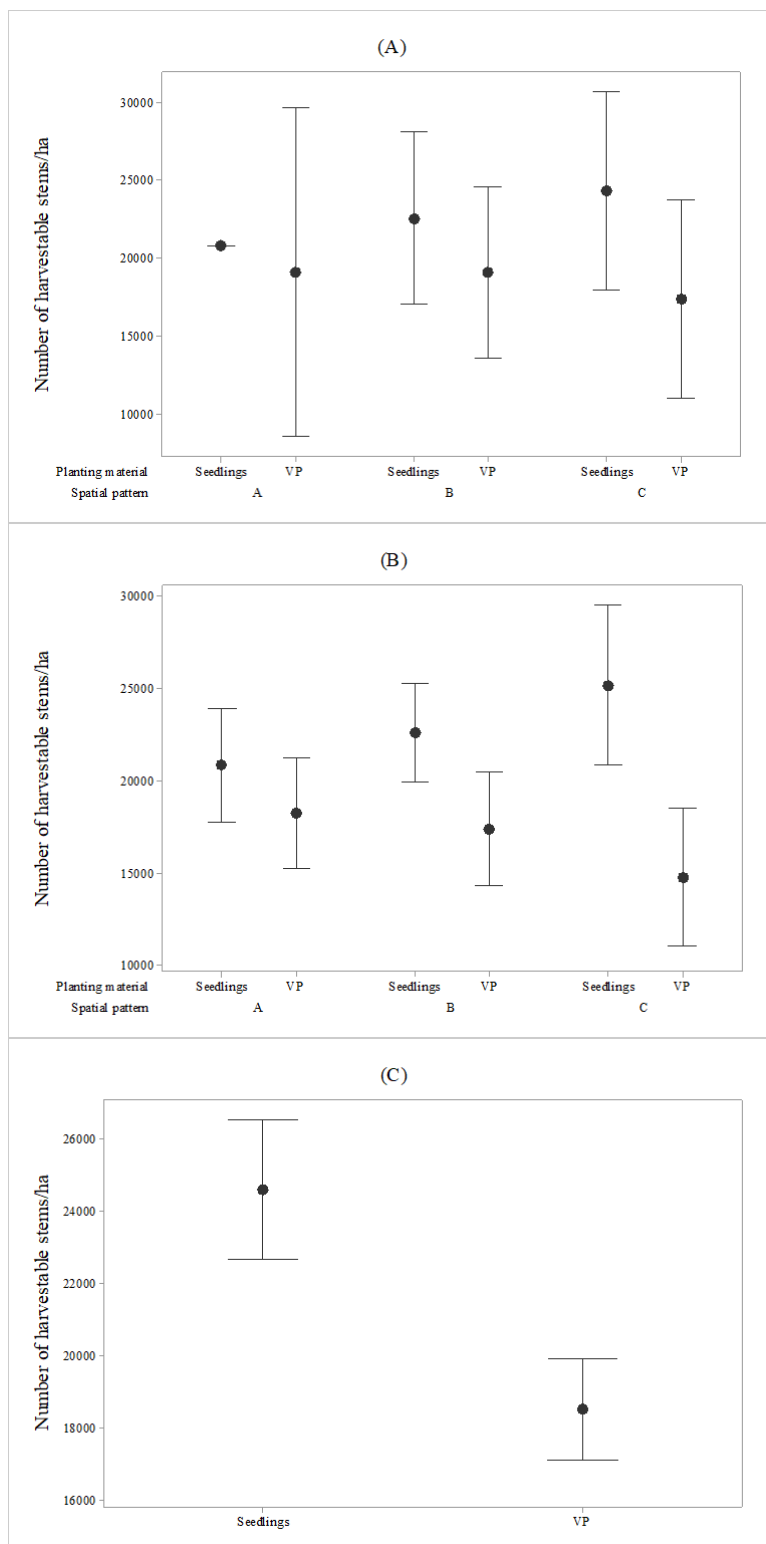 (A)
Number of harvestable stems/ha
30000
25000
20000
15000
10000
Planting material Seedlings VP Seedlings VP Seedlings VP
Spatial pattern A B C
(B)
Number of harvestable stems/ha
30000
25000
20000
15000
10000
Planting material Seedlings VP Seedlings VP Seedlings VP
Spatial pattern A B C
(C)
Number of harvestable stems/ha
26000
24000
22000
20000
18000
16000
Seedlings VP